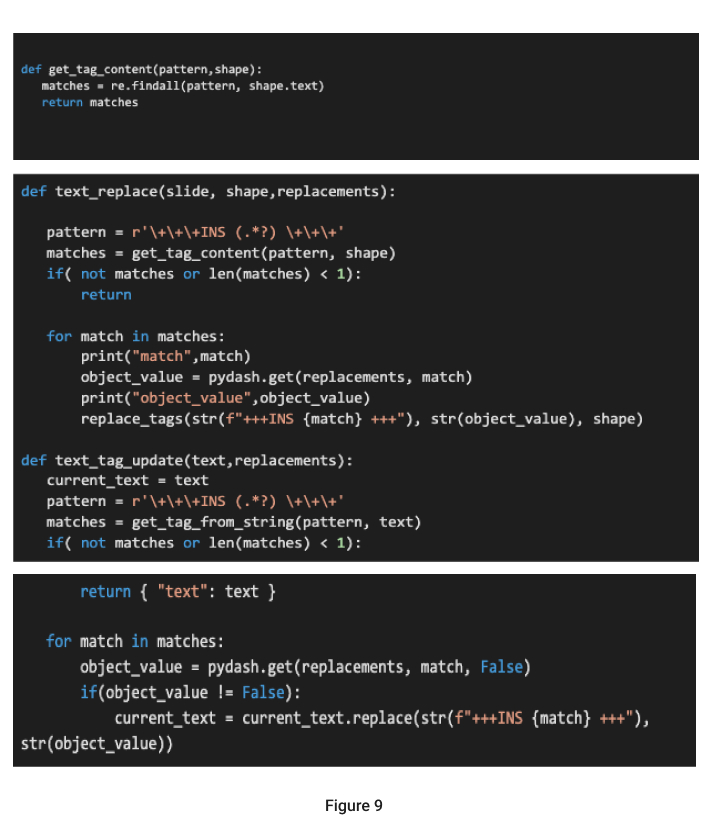 def get_tag_content(pattern,shape):
   matches = re.findall(pattern, shape.text)
   return matches
def text_replace(slide, shape,replacements):
   pattern = r'\+\+\+INS (.*?) \+\+\+'
   matches = get_tag_content(pattern, shape)
   if( not matches or len(matches) < 1):
       return
   for match in matches:
       print("match",match)
       object_value = pydash.get(replacements, match)
       print("object_value",object_value)
       replace_tags(str(f"+++INS {match} +++"), str(object_value), shape)
def text_tag_update(text,replacements):
   current_text = text
   pattern = r'\+\+\+INS (.*?) \+\+\+'
   matches = get_tag_from_string(pattern, text)
   if( not matches or len(matches) < 1):
       return { "text": text }
   for match in matches:
       object_value = pydash.get(replacements, match, False)
       if(object_value != False):
           current_text = current_text.replace(str(f"+++INS {match} +++"),
str(object_value))
Figure 9